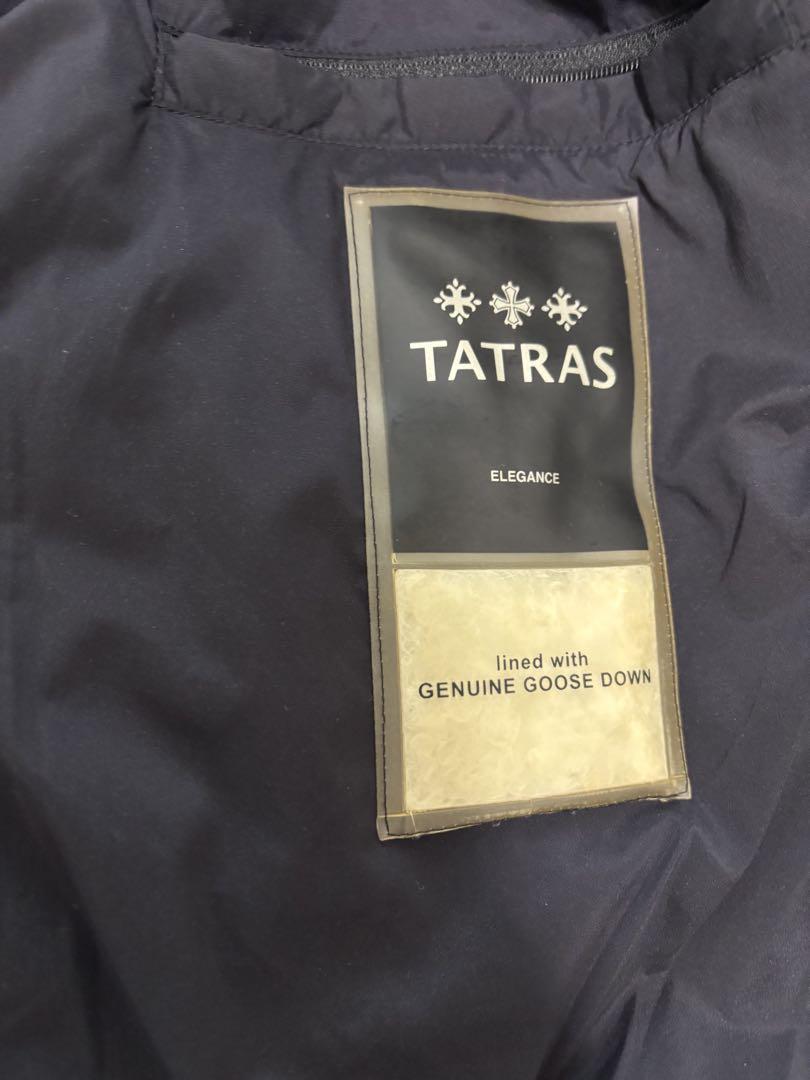 TATRAS
ELEGANCE
lined with
GENUINE GOOSE DOWN